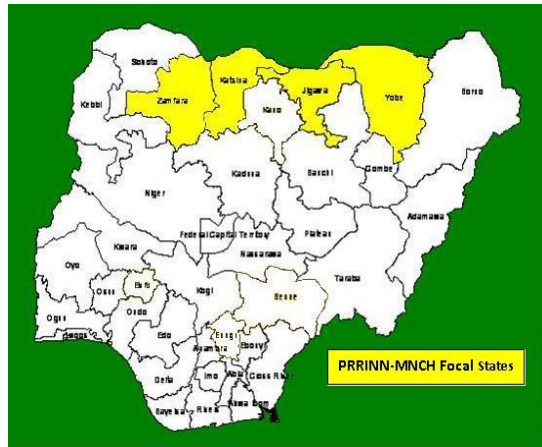 Sokoto
Katsina
Jigawa
Zamfara
Yobe
Borno
Kebbi
Kano
Kaduna
Bauchi
Gombe
Niger
Adamawa
Federal Capital Territory
Plateau
Kwara
Nassarawa
Oyo
Taraba
Osun
Ekiti
Kogi
Benue
Ogun
Ondo
Lagos
Edo
Enugu
Anambra
Ebonyi
PRRINN-MNCH Focal States
Delta
Imo
Abia
Cross River
Bayelsa
Rivers
Akwa Ibom